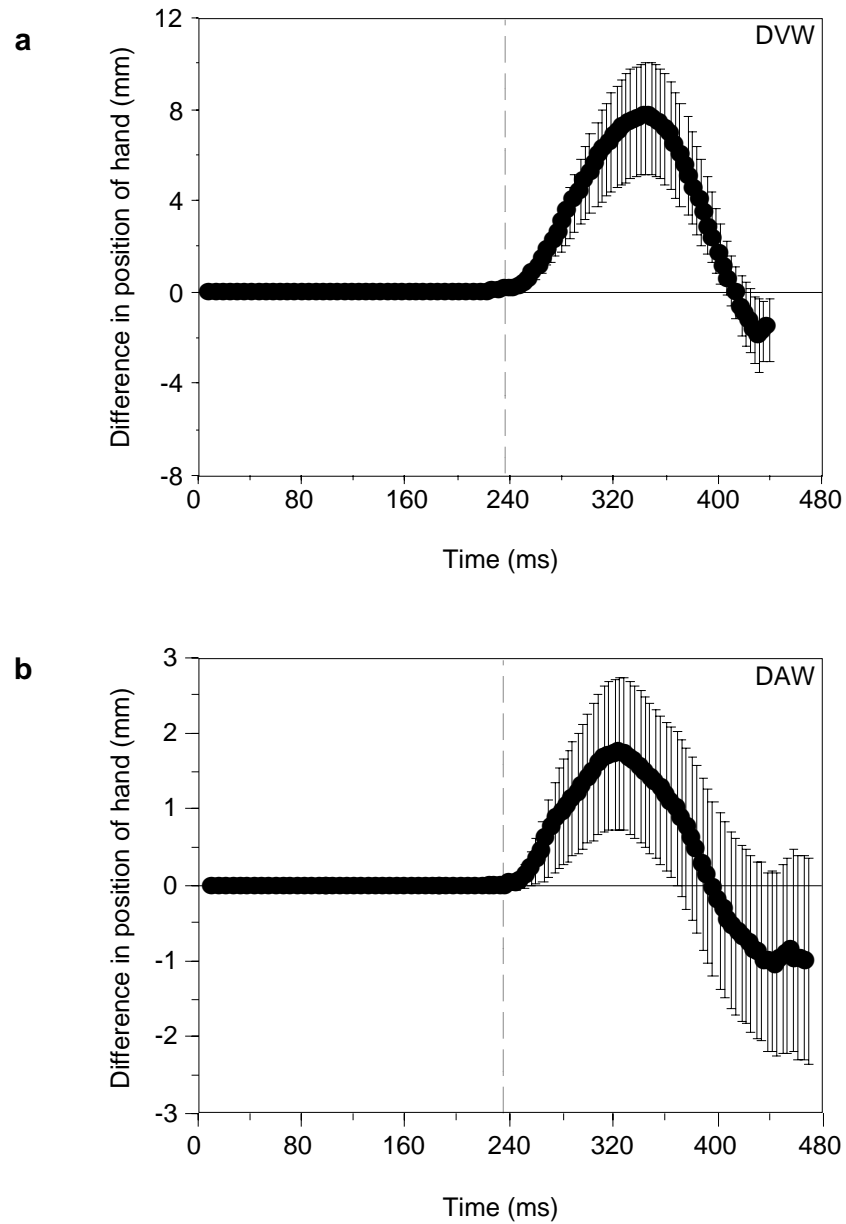 a
DVW
Difference in position of hand (mm)
12
8
4
0
-4
-8
0 80 160 240 320 400 480
Time (ms)
b
DAW
Difference in position of hand (mm)
3
2
1
0
-1
-2
-3
0 80 160 240 320 400 480
Time (ms)